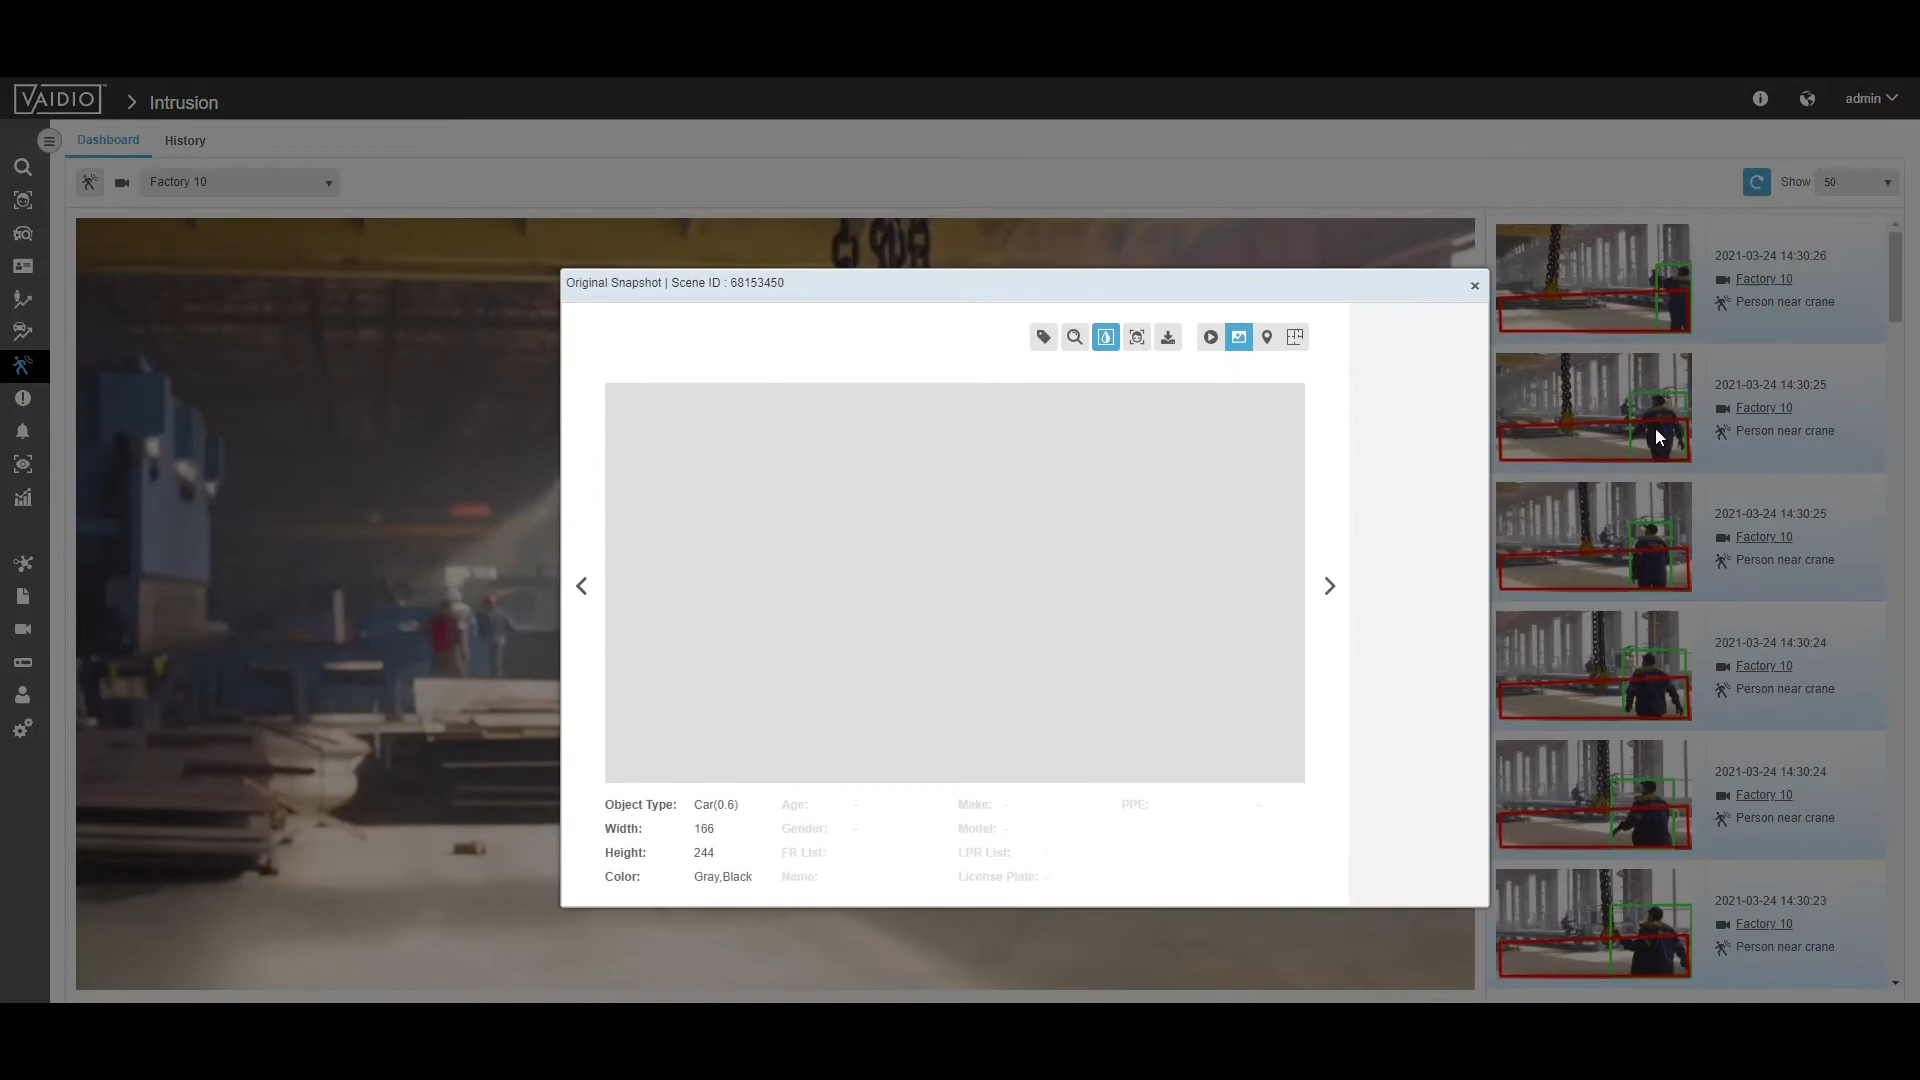 VAIDIO
Intrusion
admin
Dashboard
History
Factory 10
Show
50
Original Snapshot | Scene ID : 68153450
×
Object Type: Car(0.6)
Width: 166
Height: 244
Color: Gray,Black
Age: -
Gender: -
FR List:
Name:
Make: -
Model: -
LPR List: -
License Plate: -
PPE: -
2021-03-24 14:30:26
Factory 10
Person near crane
2021-03-24 14:30:25
Factory 10
Person near crane
2021-03-24 14:30:25
Factory 10
Person near crane
2021-03-24 14:30:24
Factory 10
Person near crane
2021-03-24 14:30:24
Factory 10
Person near crane
2021-03-24 14:30:23
Factory 10
Person near crane